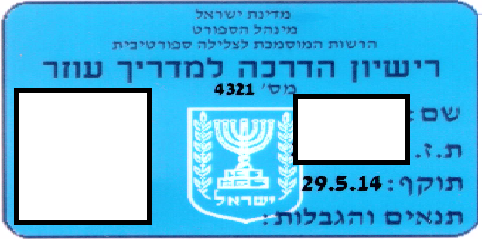 מדינת ישראל
מינהל הספורט
הרשות המוסמכת לצלילה ספורטיבית
רישיון הדרכה למדריך עוזר
מס׳ 4321
שם:
ת.ז.
תוקף: 29.5.14
תנאים והגבלות:
ישראל